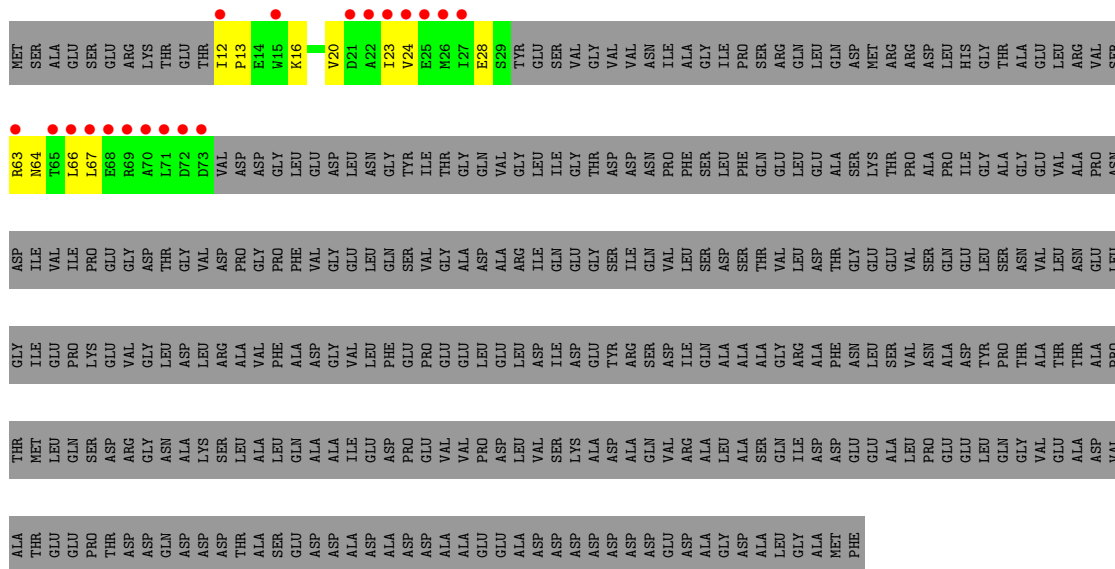 MET SER ALA GLU SER GLU ARG LYS THR GLU THR I12 P13 E14 W15 K16 V20 D21 A22 I23 V24 E25 M26 I27 E28 S29 TYR GLU SER VAL GLY VAL VAL ASN ILE ALA GLY ILE PRO SER ARG GLN LEU GLN ASP MET ARG ARG ASP LEU HIS GLY THR ALA GLU LEU ARG VAL SER
R63 N64 T65 L66 L67 E68 R69 A70 L71 D72 D73 VAL ASP ASP GLY LEU GLU ASP LEU ASN GLY TYR ILE THR GLY GLN VAL GLY LEU ILE GLY THR ASP ASP ASN PRO PHE SER LEU PHE GLN GLU LEU GLU ALA SER LYS THR PRO ALA PRO ILE GLY ALA GLY GLU VAL ALA PRO ASN
ASP ILE VAL ILE PRO GLU GLY ASP THR GLY VAL ASP PRO GLY PRO PHE VAL GLY GLU LEU GLN SER VAL GLY ALA ASP ALA ARG ILE GLN GLU GLY SER ILE GLN VAL LEU SER ASP SER THR VAL LEU ASP THR GLY GLU GLU VAL SER GLN GLU LEU SER ASN VAL LEU ASN GLU LEU
GLY ILE GLU PRO LYS GLU VAL GLY LEU ASP LEU ARG ALA VAL PHE ALA ASP GLY VAL LEU PHE GLU PRO GLU GLU LEU GLU LEU ASP ILE ASP GLU TYR ARG SER ASP ILE GLN ALA ALA ALA GLY ARG ALA PHE ASN LEU SER VAL ASN ALA ASP TYR PRO THR ALA THR THR ALA PRO
THR MET LEU GLN SER ASP ARG GLY ASN ALA LYS SER LEU ALA LEU GLN ALA ALA ILE GLU ASP PRO GLU VAL VAL PRO ASP LEU VAL SER LYS ALA ASP ALA GLN VAL ARG ALA LEU ALA SER GLN ILE ASP ASP GLU GLU ALA LEU PRO GLU GLU LEU GLN GLY VAL GLU ALA ASP VAL
ALA THR GLU GLU PRO THR ASP ASP GLN ASP ASP ASP THR ALA SER GLU ASP ASP ALA ASP ALA ASP ASP ALA ALA GLU GLU ALA ASP ASP ASP ASP ASP ASP GLU ASP ALA GLY ASP ALA LEU GLY ALA MET PHE